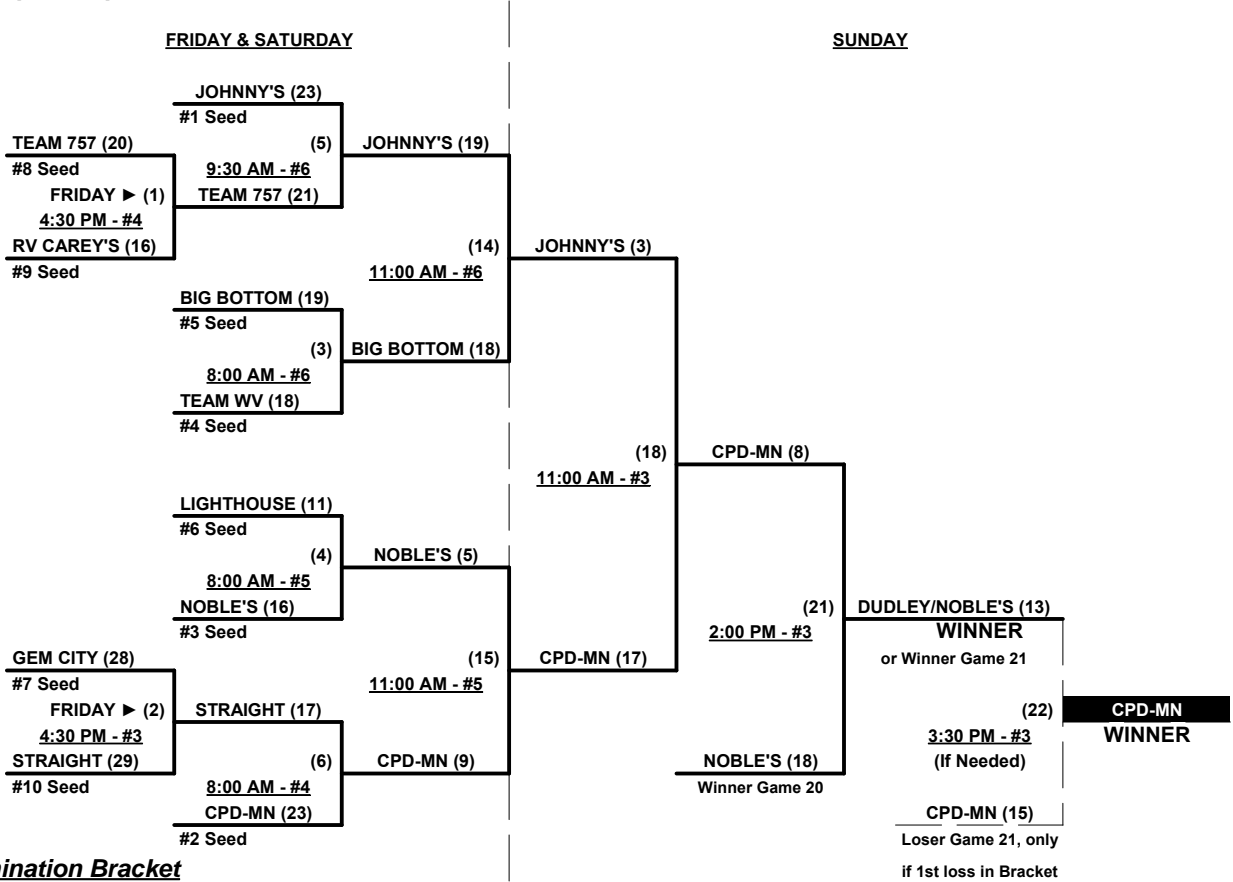 FRIDAY & SATURDAY
SUNDAY
JOHNNY'S (23)
#1 Seed
TEAM 757 (20)
(5)
JOHNNY'S (19)
#8 Seed
9:30 AM - #6
FRIDAY ► (1)
TEAM 757 (21)
4:30 PM - #4
RV CAREY'S (16)
(14)
JOHNNY'S (3)
#9 Seed
11:00 AM - #6
BIG BOTTOM (19)
#5 Seed
(3)
BIG BOTTOM (18)
8:00 AM - #6
TEAM WV (18)
#4 Seed
(18)
CPD-MN (8)
11:00 AM - #3
LIGHTHOUSE (11)
#6 Seed
(4)
NOBLE'S (5)
8:00 AM - #5
NOBLE'S (16)
(21)
DUDLEY/NOBLE'S (13)
#3 Seed
2:00 PM - #3
WINNER
GEM CITY (28)
(15)
CPD-MN (17)
or Winner Game 21
#7 Seed
11:00 AM - #5
FRIDAY ► (2)
STRAIGHT (17)
(22)
CPD-MN
4:30 PM - #3
3:30 PM - #3
WINNER
STRAIGHT (29)
(6)
CPD-MN (9)
NOBLE'S (18)
(If Needed)
#10 Seed
8:00 AM - #4
Winner Game 20
CPD-MN (23)
CPD-MN (15)
#2 Seed
Loser Game 21, only
ination Bracket
if 1st loss in Bracket